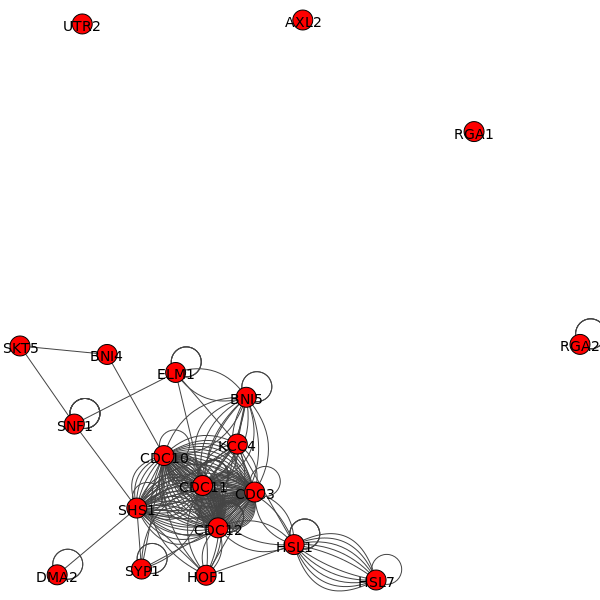 UTR2
AXL2
RGA1
RGA2
SKT5
BNI4
ELM1
BNI5
SNF1
KCC4
CDC10
CDC11
CDC3
SHS1
CDC12
HSL1
DMA2
SYP1
HOF1
HSL7